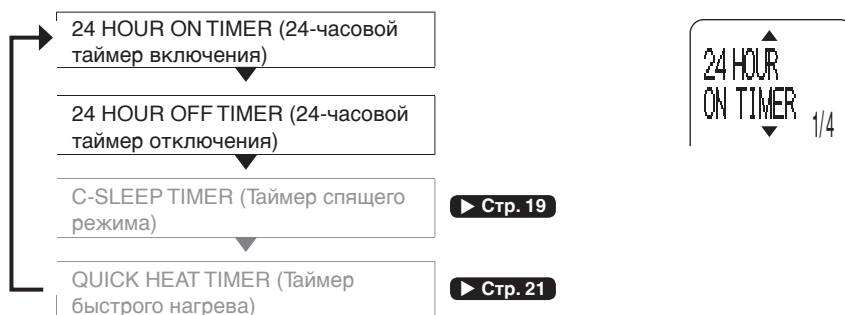 24 HOUR ON TIMER (24-часовой
таймер включения)
24 HOUR OFF TIMER (24-часовой
таймер отключения)
C-SLEEP TIMER (Таймер спящего
режима)
▶ Стр. 19
QUICK HEAT TIMER (Таймер
быстрого нагрева)
▶ Стр. 21
24 HOUR
ON TIMER
1/4